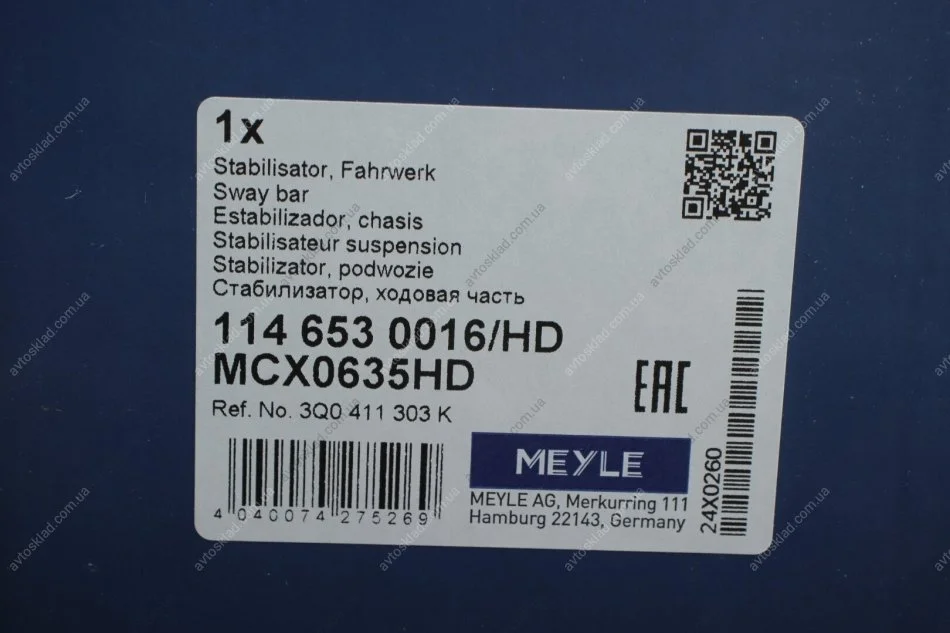 1x
Stabilisator, Fahrwerk
Sway bar
Estabilizador, chasis
Stabilisateur suspension
Stabilizator, podwozie
Стабилизатор, ходовая часть
114 653 0016/HD
MCX0635HD
Ref. No. 3Q0 411 303 K
EAC
4 040074 275269
MEYLE
MEYLE AG, Merkurring 111
Hamburg 22143, Germany
24X0260
avtosklad.com.ua